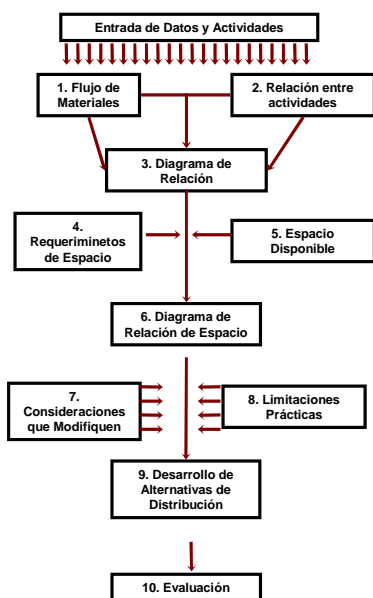 Entrada de Datos y Actividades
1. Flujo de
Materiales
2. Relación entre
actividades
3. Diagrama de
Relación
4.
Requeriminetos
de Espacio
5. Espacio
Disponible
6. Diagrama de
Relación de Espacio
7.
Consideraciones
que Modifiquen
8. Limitaciones
Prácticas
9. Desarrollo de
Alternativas de
Distribución
10. Evaluación